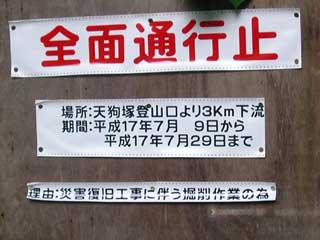 全面通行止
場所:天狗塚登山口より3Km下流
期間:平成17年7月 9日から
平成17年7月29日まで
理由:災害復旧工事に伴う掘削作業の為